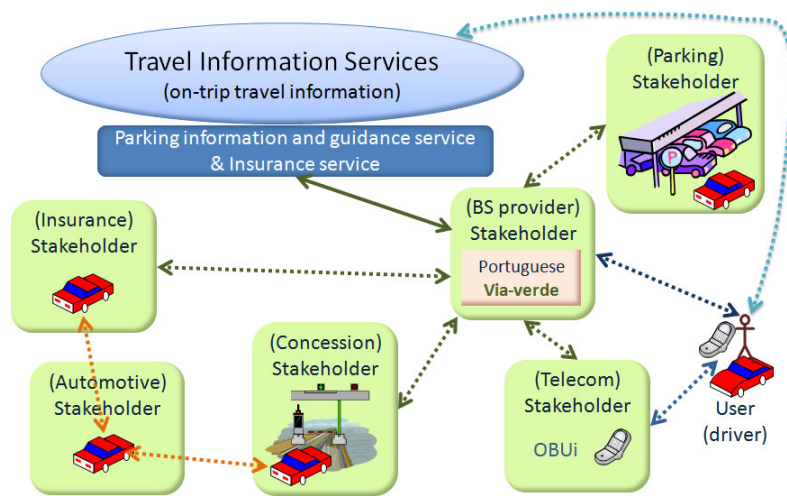 Travel Information Services
(on-trip travel information)
Parking information and guidance service
& Insurance service
(Parking)
Stakeholder
P
(Insurance)
Stakeholder
(BS provider)
Stakeholder
Portuguese
Via-verde
(Automotive)
Stakeholder
(Concession)
Stakeholder
(Telecom)
Stakeholder
OBUi
User
(driver)